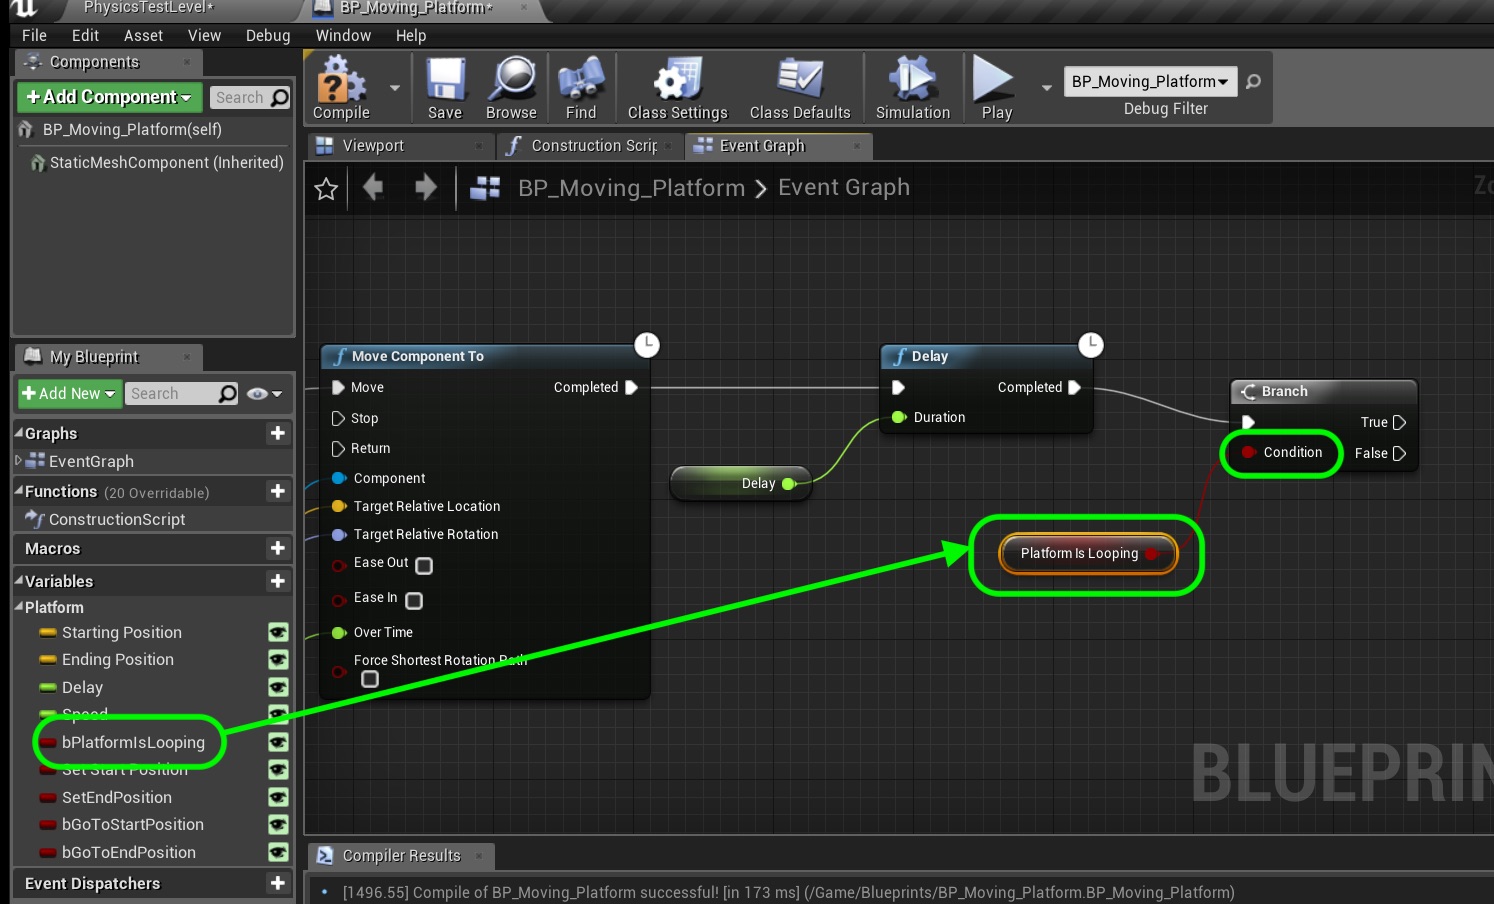 PhysicsTestLevel*
BP_Moving_Platform*
File Edit Asset View Debug Window Help
Components
+Add Component
Search
BP_Moving_Platform(self)
StaticMeshComponent (Inherited)
Compile
Save
Browse
Find
Class Settings
Class Defaults
Simulation
Play
BP_Moving_Platform
Debug Filter
Viewport
Construction Scrip
Event Graph
BP_Moving_Platform > Event Graph
My Blueprint
+Add New
Search
Graphs
EventGraph
Functions (20 Overridable)
ConstructionScript
Macros
Variables
Platform
Starting Position
Ending Position
Delay
Speed
bPlatformIsLooping
Set Start Position
SetEndPosition
bGoToStartPosition
bGoToEndPosition
Event Dispatchers
Move Component To
Move
Completed
Stop
Return
Component
Target Relative Location
Target Relative Rotation
Ease Out
Ease In
Over Time
Force Shortest Rotation Path
Delay
Completed
Duration
Delay
Branch
True
Condition
False
Platform Is Looping
BLUEPRIN
Compiler Results
• [1496.55] Compile of BP_Moving_Platform successful! [in 173 ms] (/Game/Blueprints/BP_Moving_Platform.BP_Moving_Platform)